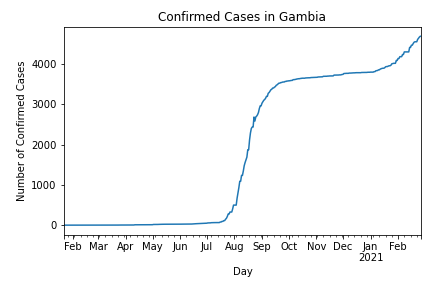 Confirmed Cases in Gambia
Number of Confirmed Cases
4000
3000
2000
1000
0
Feb Mar Apr May Jun Jul Aug Sep Oct Nov Dec Jan Feb
2021
Day